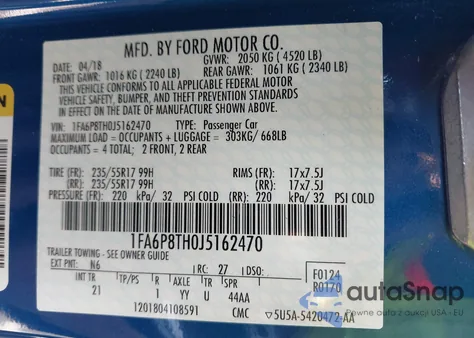 MFD. BY FORD MOTOR CO.
DATE: 04/18 GVWR: 2050 KG ( 4520 LB)
FRONT GAWR: 1016 KG ( 2240 LB) REAR GAWR: 1061 KG ( 2340 LB)
THIS VEHICLE CONFORMS TO ALL APPLICABLE FEDERAL MOTOR
VEHICLE SAFETY, BUMPER, AND THEFT PREVENTION STANDARDS
IN EFFECT ON THE DATE OF MANUFACTURE SHOWN ABOVE.
VIN: 1FA6P8TH0J5162470 TYPE: Passenger Car
MAXIMUM LOAD = OCCUPANTS + LUGGAGE = 303KG/ 668LB
OCCUPANTS = 4 TOTAL; 2 FRONT, 2 REAR
TIRE (FR): 235/55R17 99H RIMS (FR): 17x7.5J
(RR): 235/55R17 99H (RR): 17x7.5J
PRESSURE (FR): 220 kPa/ 32 PSI COLD (RR): 220 kPa/ 32 PSI COLD
1FA6P8TH0J5162470
TRAILER TOWING - SEE OWNER GUIDE
EXT PNT: N6 RC: 27 DSO: F0124
INT TR TP/PS R AXLE TR R0170
21 1 YY U 44AA
1201804108591 CMC ▽5U5A-5420472-AA
autoSnap
Pewne auta z aukcji USA - EU